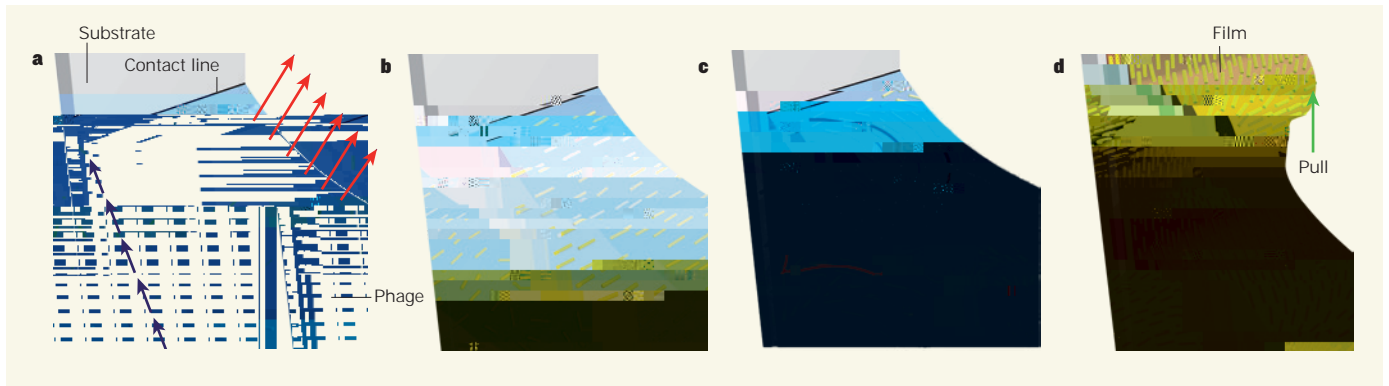 a
Substrate
Contact line
Phage
b
c
d
Film
Pull